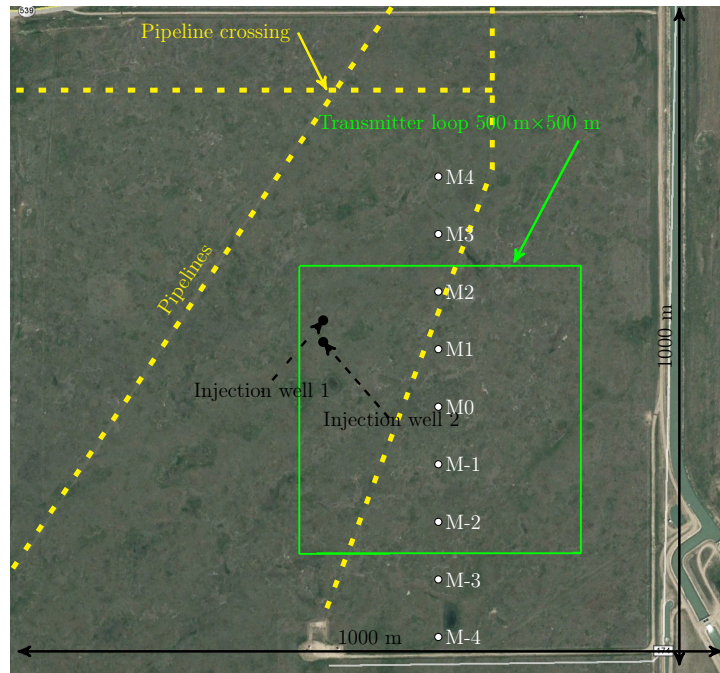 539
Pipeline crossing
Transmitter loop 500 m×500 m
M4
M3
Pipelines
M2
1000 m
M1
Injection well 1
M0
Injection well 2
M-1
M-2
M-3
1000 m
M-4